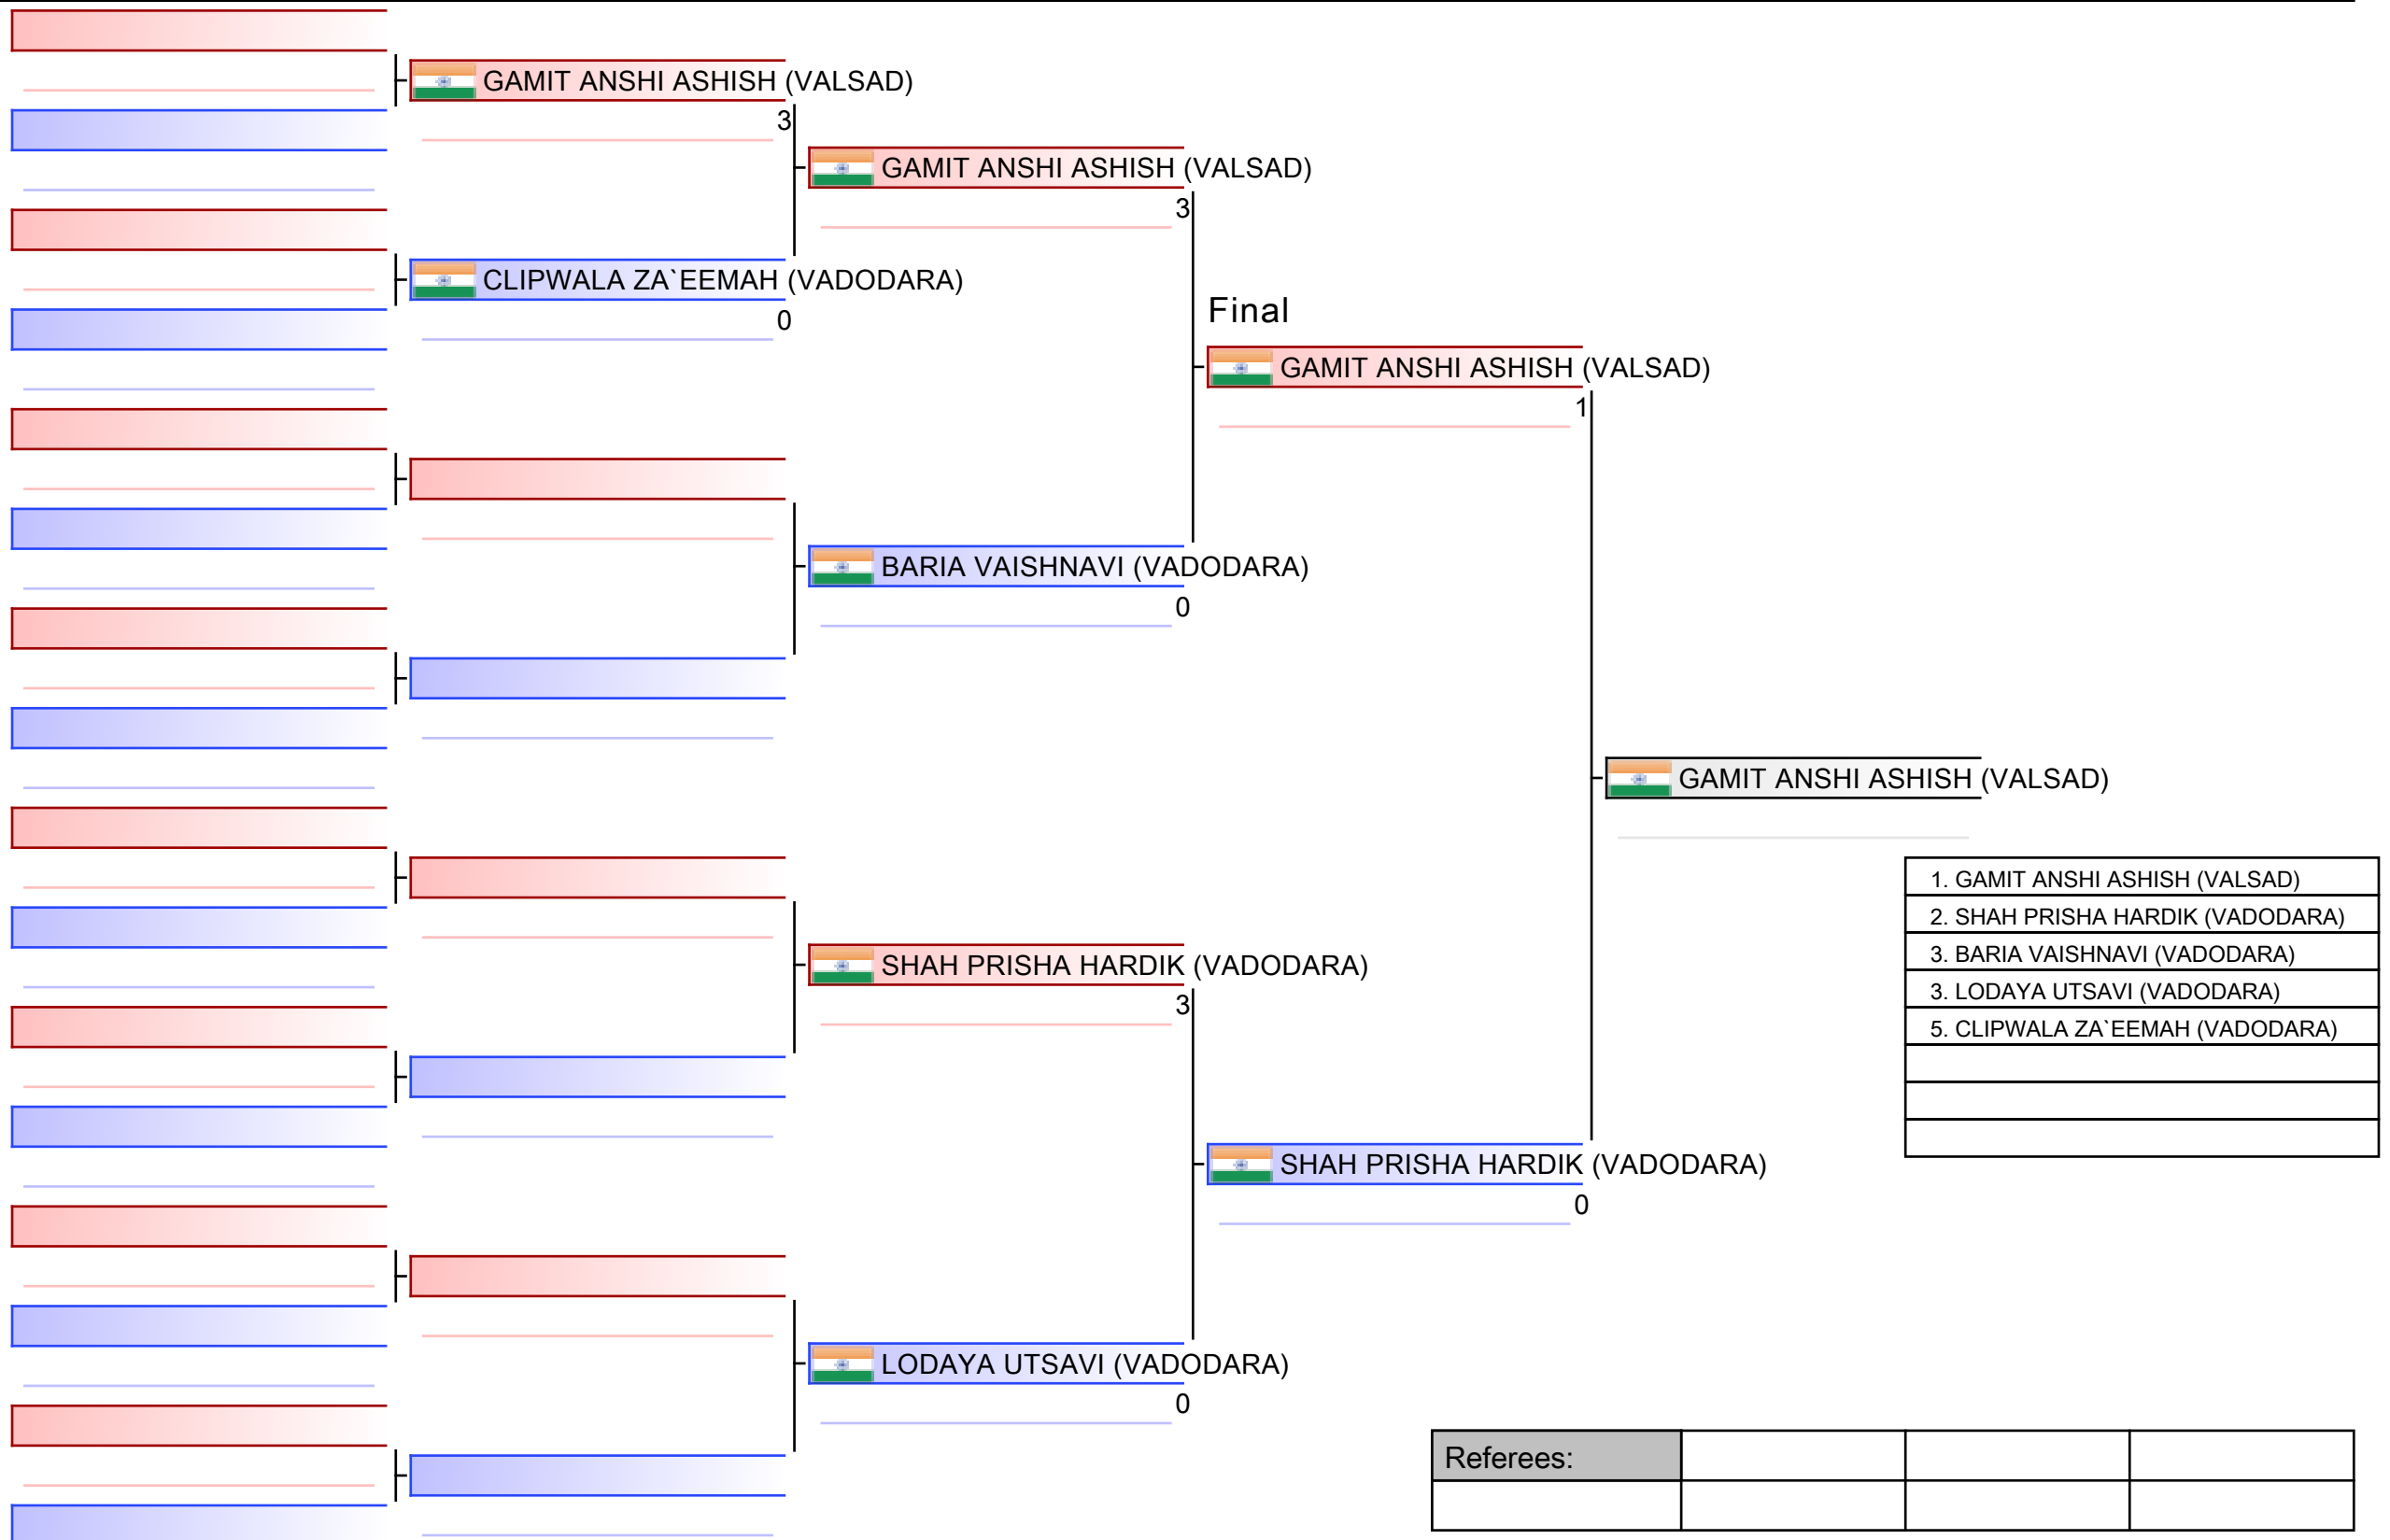 GAMIT ANSHI ASHISH (VALSAD)
3
CLIPWALA ZA`EEMAH (VADODARA)
0
GAMIT ANSHI ASHISH (VALSAD)
3
BARIA VAISHNAVI (VADODARA)
0
SHAH PRISHA HARDIK (VADODARA)
3
LODAYA UTSAVI (VADODARA)
0
Final
GAMIT ANSHI ASHISH (VALSAD)
1
SHAH PRISHA HARDIK (VADODARA)
0
GAMIT ANSHI ASHISH (VALSAD)
1. GAMIT ANSHI ASHISH (VALSAD)
2. SHAH PRISHA HARDIK (VADODARA)
3. BARIA VAISHNAVI (VADODARA)
3. LODAYA UTSAVI (VADODARA)
5. CLIPWALA ZA`EEMAH (VADODARA)
Referees: